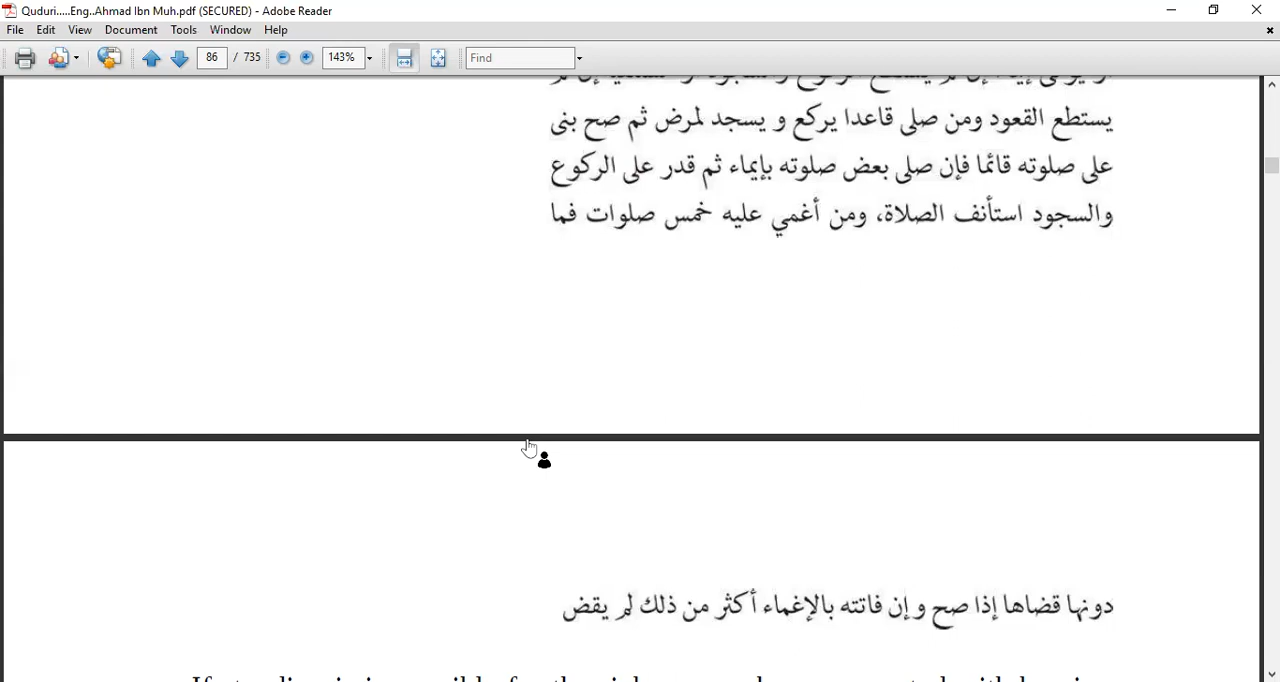 Quduri.....Eng..Ahmad Ibn Muh.pdf (SECURED) - Adobe Reader
File Edit View Document Tools Window Help
86 / 735 143% Find
يستطع القعود ومن صلى قاعدا يركع و يسجد لمرض ثم صح بنى
على صلوته قائما فإن صلى بعض صلوته بإيماء ثم قدر على الركوع
والسجود استأنف الصلاة، ومن أغمي عليه خمس صلوات فما
دونها قضاها إذا صح و إن فاتته بالإغماء أكثر من ذلك لم يقض